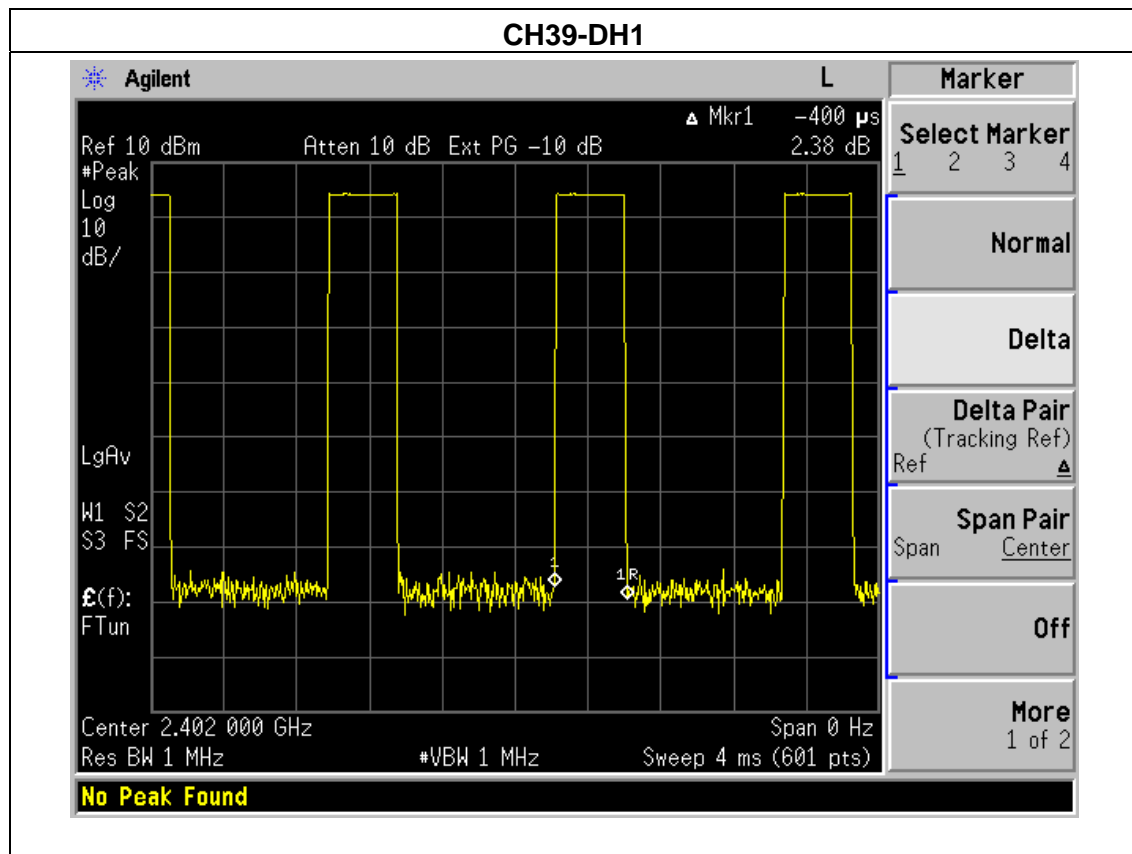 CH39-DH1
Agilent
L
Marker
Δ Mkr1 -400 µs
Ref 10 dBm Atten 10 dB Ext PG -10 dB 2.38 dB
#Peak
Log
10
dB/
LgAv
W1 S2
S3 FS
£(f):
FTun
1
1R
Center 2.402 000 GHz Span 0 Hz
Res BW 1 MHz #VBW 1 MHz Sweep 4 ms (601 pts)
No Peak Found
Select Marker
1 2 3 4
Normal
Delta
Delta Pair
(Tracking Ref)
Ref Δ
Span Pair
Span Center
Off
More
1 of 2